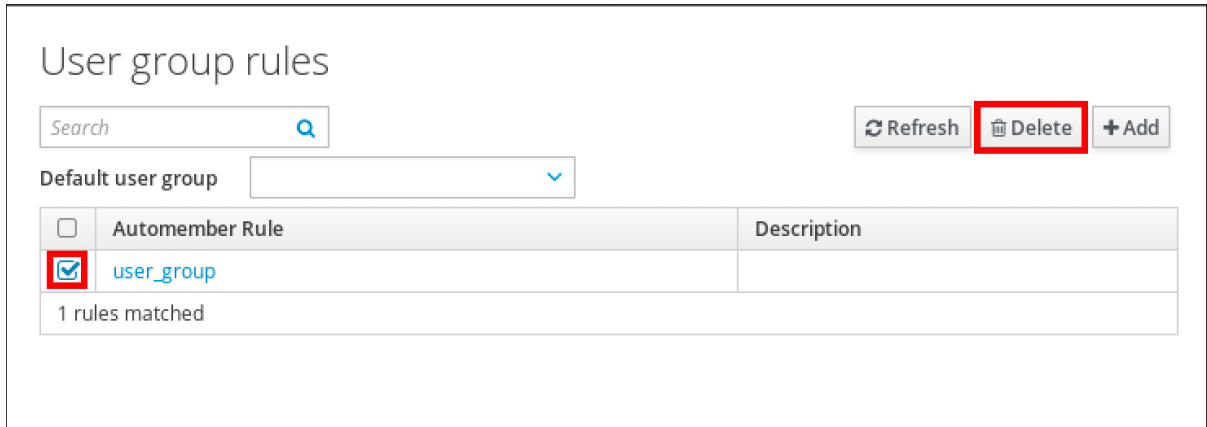 User group rules
Search
Refresh Delete Add
Default user group
Automember Rule Description
user_group
1 rules matched